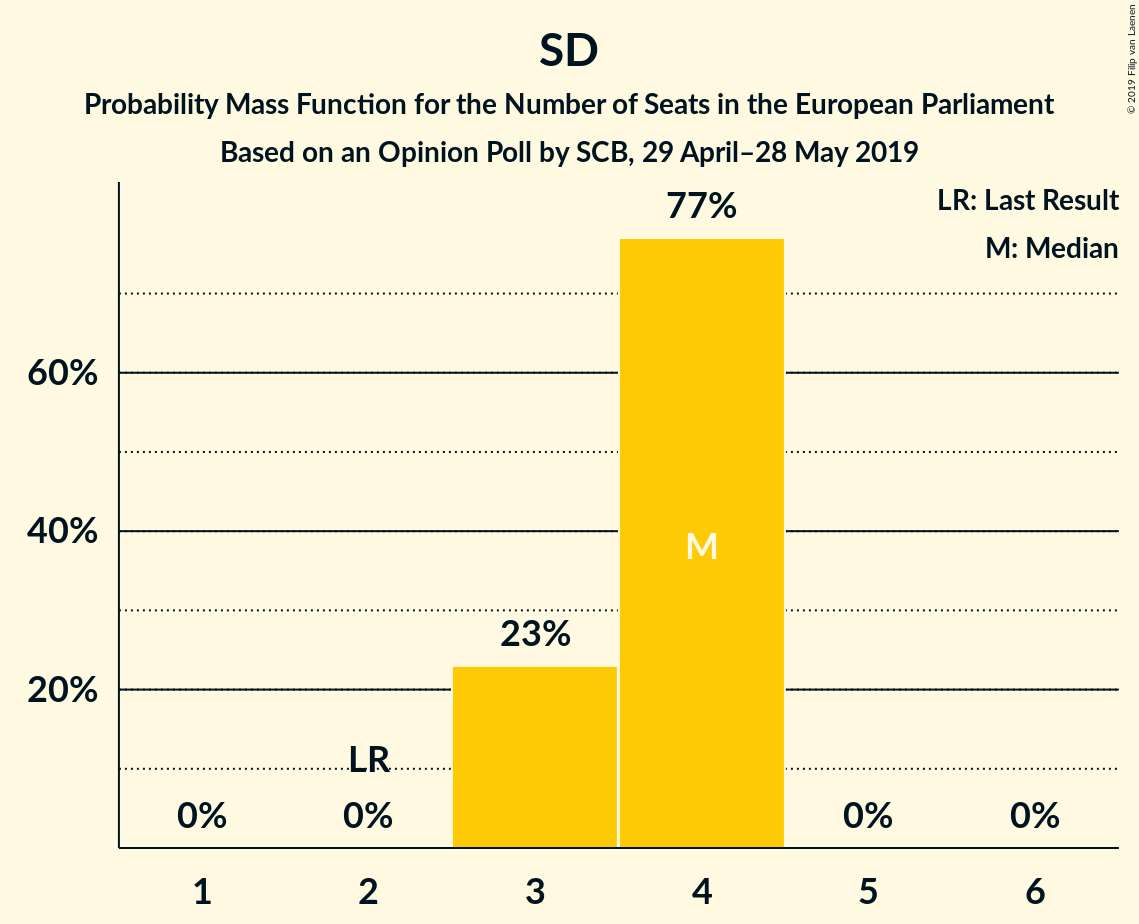 SD
Probability Mass Function for the Number of Seats in the European Parliament
Based on an Opinion Poll by SCB, 29 April–28 May 2019
© 2019 Filip van Laenen
LR: Last Result
M: Median
77%
60%
40%
M
23%
20%
LR
0%
0%
0%
0%
1
2
3
4
5
6